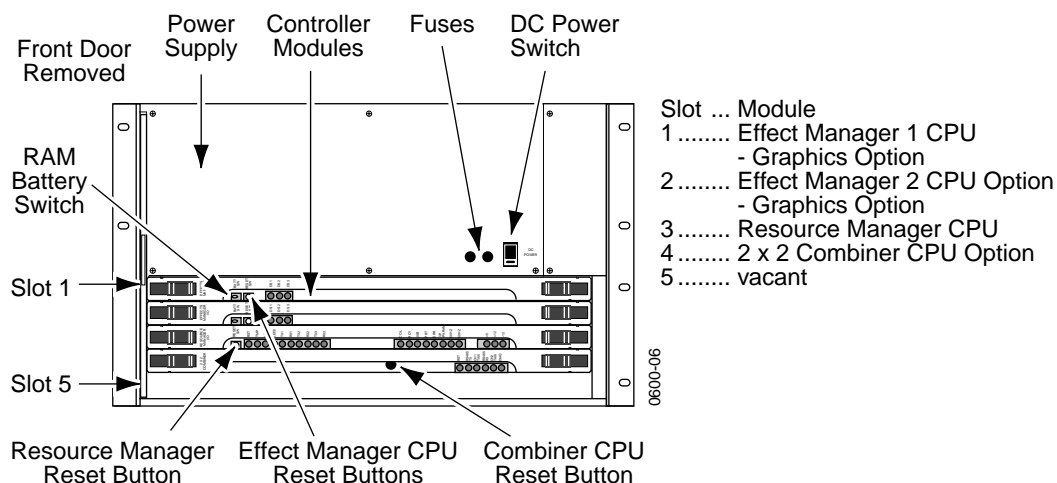 Front Door
Removed
Power
Supply
Controller
Modules
Fuses
DC Power
Switch
RAM
Battery
Switch
DC
POWER
Slot 1
Slot 5
Resource Manager
Reset Button
Effect Manager CPU
Reset Buttons
Combiner CPU
Reset Button
0600-06
Slot ... Module
1 ........ Effect Manager 1 CPU
- Graphics Option
2 ........ Effect Manager 2 CPU Option
- Graphics Option
3 ........ Resource Manager CPU
4 ........ 2 x 2 Combiner CPU Option
5 ........ vacant